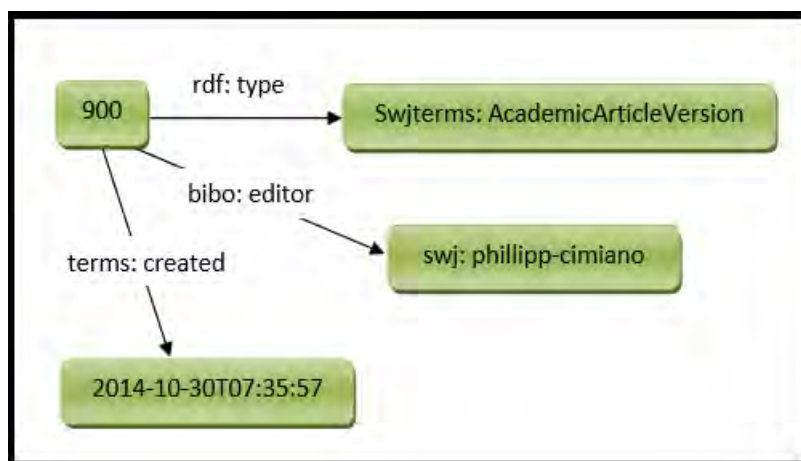 rdf: type
900
Swjterms: AcademicArticleVersion
bibo: editor
swj: phillipp-cimiano
terms: created
2014-10-30T07:35:57